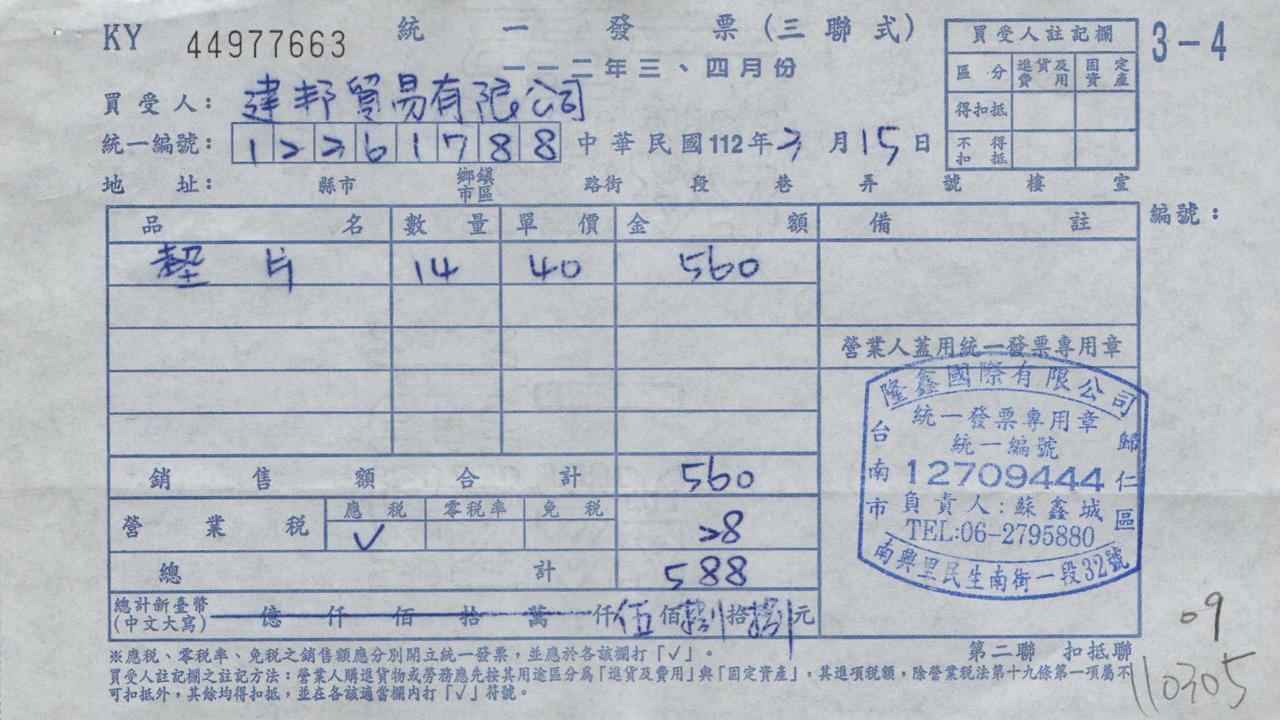 KY 44977663 統一發票(三聯式) 3-4
一一二年三、四月份
買受人註記欄
區分 進貨及費用 固定資產
得扣抵
不得扣抵
買受人: 建邦貿易有限公司
統一編號: 12261788 中華民國112年3月15日
地址: 縣市 鄉鎮市區 路街 段 巷 弄 號 樓 室
編號:
品名 數量 單價 金額 備註
墊片 14 40 560
營業人蓋用統一發票專用章
隆鑫國際有限公司
統一發票專用章
統一編號
12709444
負責人:蘇鑫城
TEL:06-2795880
台南市 歸仁區
南興里民生南街一段32號
銷售額合計 560
營業稅 應稅 零稅率 免稅
✓ 28
總計 588
總計新臺幣(中文大寫) 億 仟 佰 拾 萬 仟 伍 佰 捌 拾 捌 元
※應稅、零稅率、免稅之銷售額應分別開立統一發票,並應於各該欄打「✓」。
第二聯 扣抵聯
買受人註記欄之註記方法:營業人購進貨物或勞務應先按其用途區分為「進貨及費用」與「固定資產」,其進項稅額,除營業稅法第十九條第一項屬不
可扣抵外,其餘均得扣抵,並在各該適當欄內打「✓」符號。
09
110305